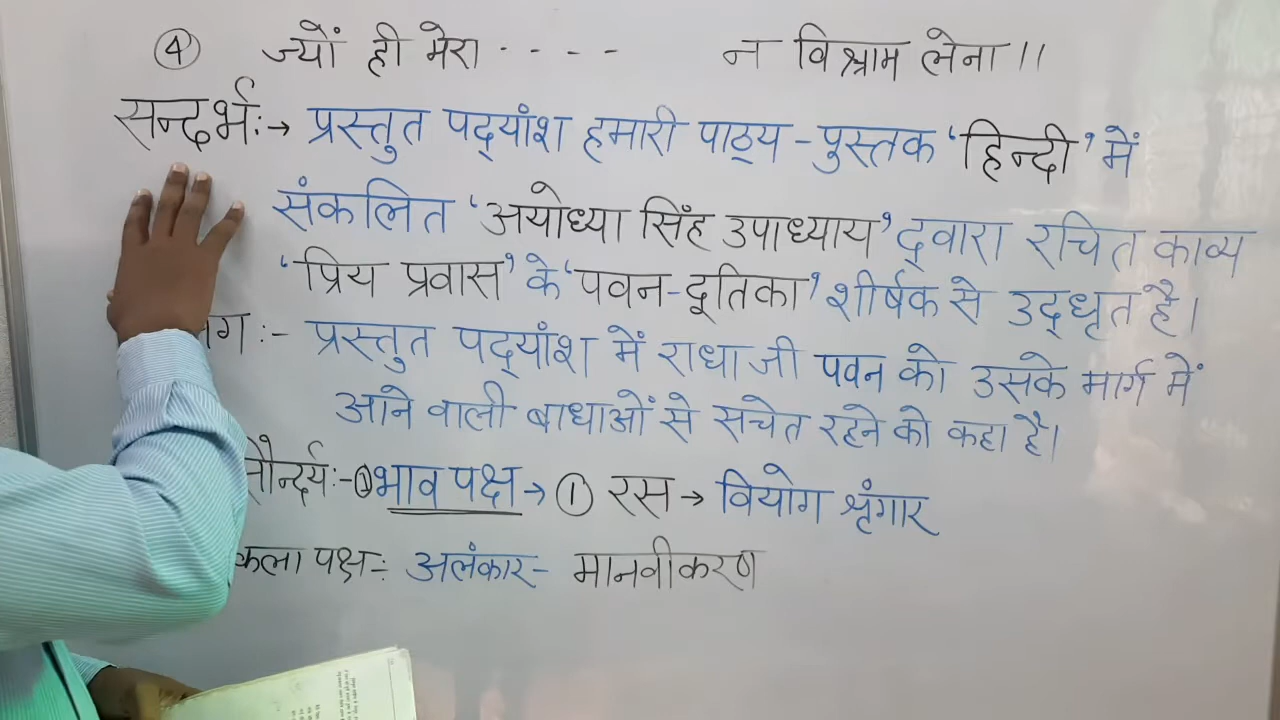 ④ ज्यों ही मेरा - - - - न विश्राम लेना।।
सन्दर्भ:→ प्रस्तुत पद्यांश हमारी पाठ्य-पुस्तक 'हिन्दी' में
संकलित 'अयोध्या सिंह उपाध्याय' द्वारा रचित काव्य
'प्रिय प्रवास' के 'पवन-दूतिका' शीर्षक से उद्धृत है।
:- प्रस्तुत पद्यांश में राधा जी पवन को उसके मार्ग में
आने वाली बाधाओं से सचेत रहने को कहा है।
सौन्दर्य:-① भाव पक्ष → ① रस → वियोग श्रृंगार
कला पक्ष-: अलंकार- मानवीकरण